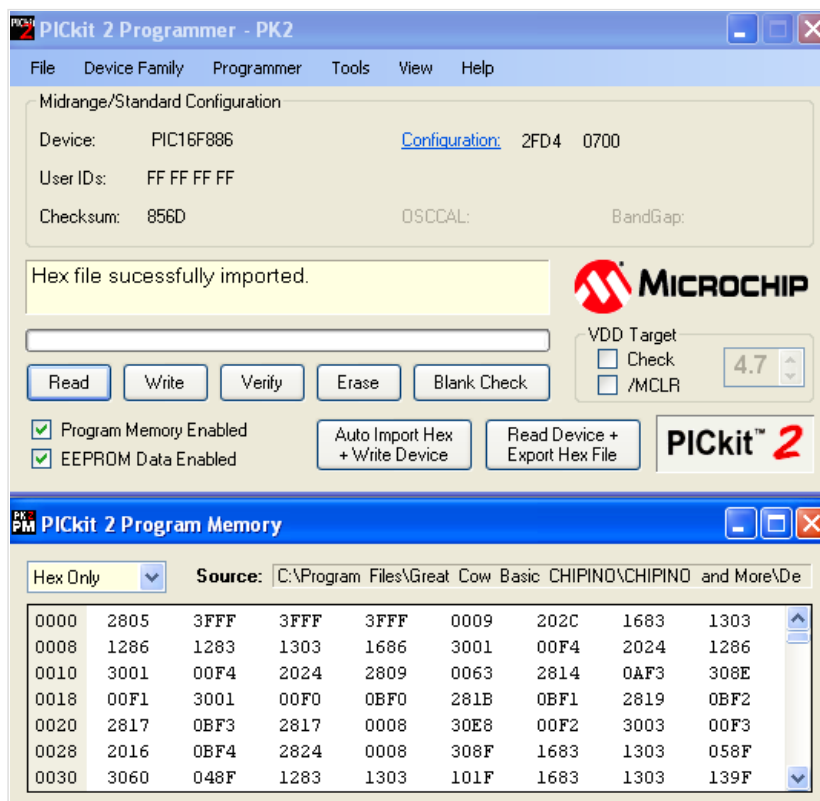 PICkit 2 Programmer - PK2
File Device Family Programmer Tools View Help
Midrange/Standard Configuration
Device: PIC16F886 Configuration: 2FD4 0700
User IDs: FF FF FF FF
Checksum: 856D OSCCAL: BandGap:
Hex file sucessfully imported.
MICROCHIP
VDD Target
Check
/MCLR
4.7
Read Write Verify Erase Blank Check
Program Memory Enabled
EEPROM Data Enabled
Auto Import Hex
+ Write Device
Read Device +
Export Hex File
PICkit™ 2
PICkit 2 Program Memory
Hex Only Source: C:\Program Files\Great Cow Basic CHIPINO\CHIPINO and More\De
0000 2805 3FFF 3FFF 3FFF 0009 202C 1683 1303
0008 1286 1283 1303 1686 3001 00F4 2024 1286
0010 3001 00F4 2024 2809 0063 2814 0AF3 308E
0018 00F1 3001 00F0 0BF0 281B 0BF1 2819 0BF2
0020 2817 0BF3 2817 0008 30E8 00F2 3003 00F3
0028 2016 0BF4 2824 0008 308F 1683 1303 058F
0030 3060 048F 1283 1303 101F 1683 1303 139F